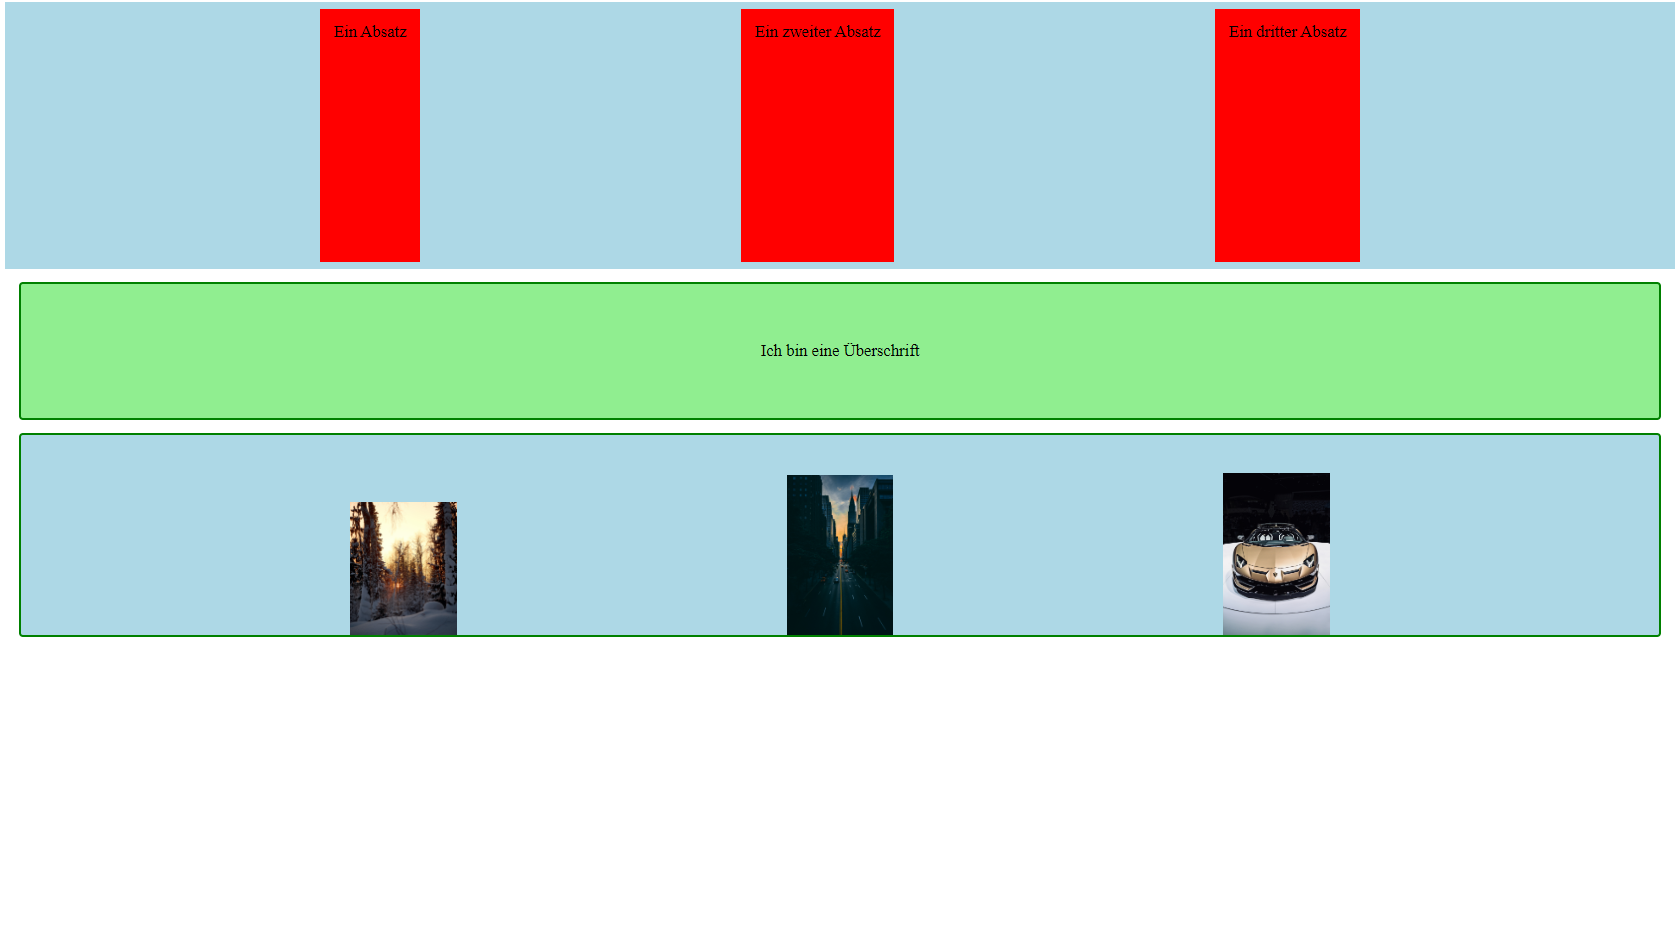 Ein Absatz
Ein zweiter Absatz
Ein dritter Absatz
Ich bin eine Überschrift